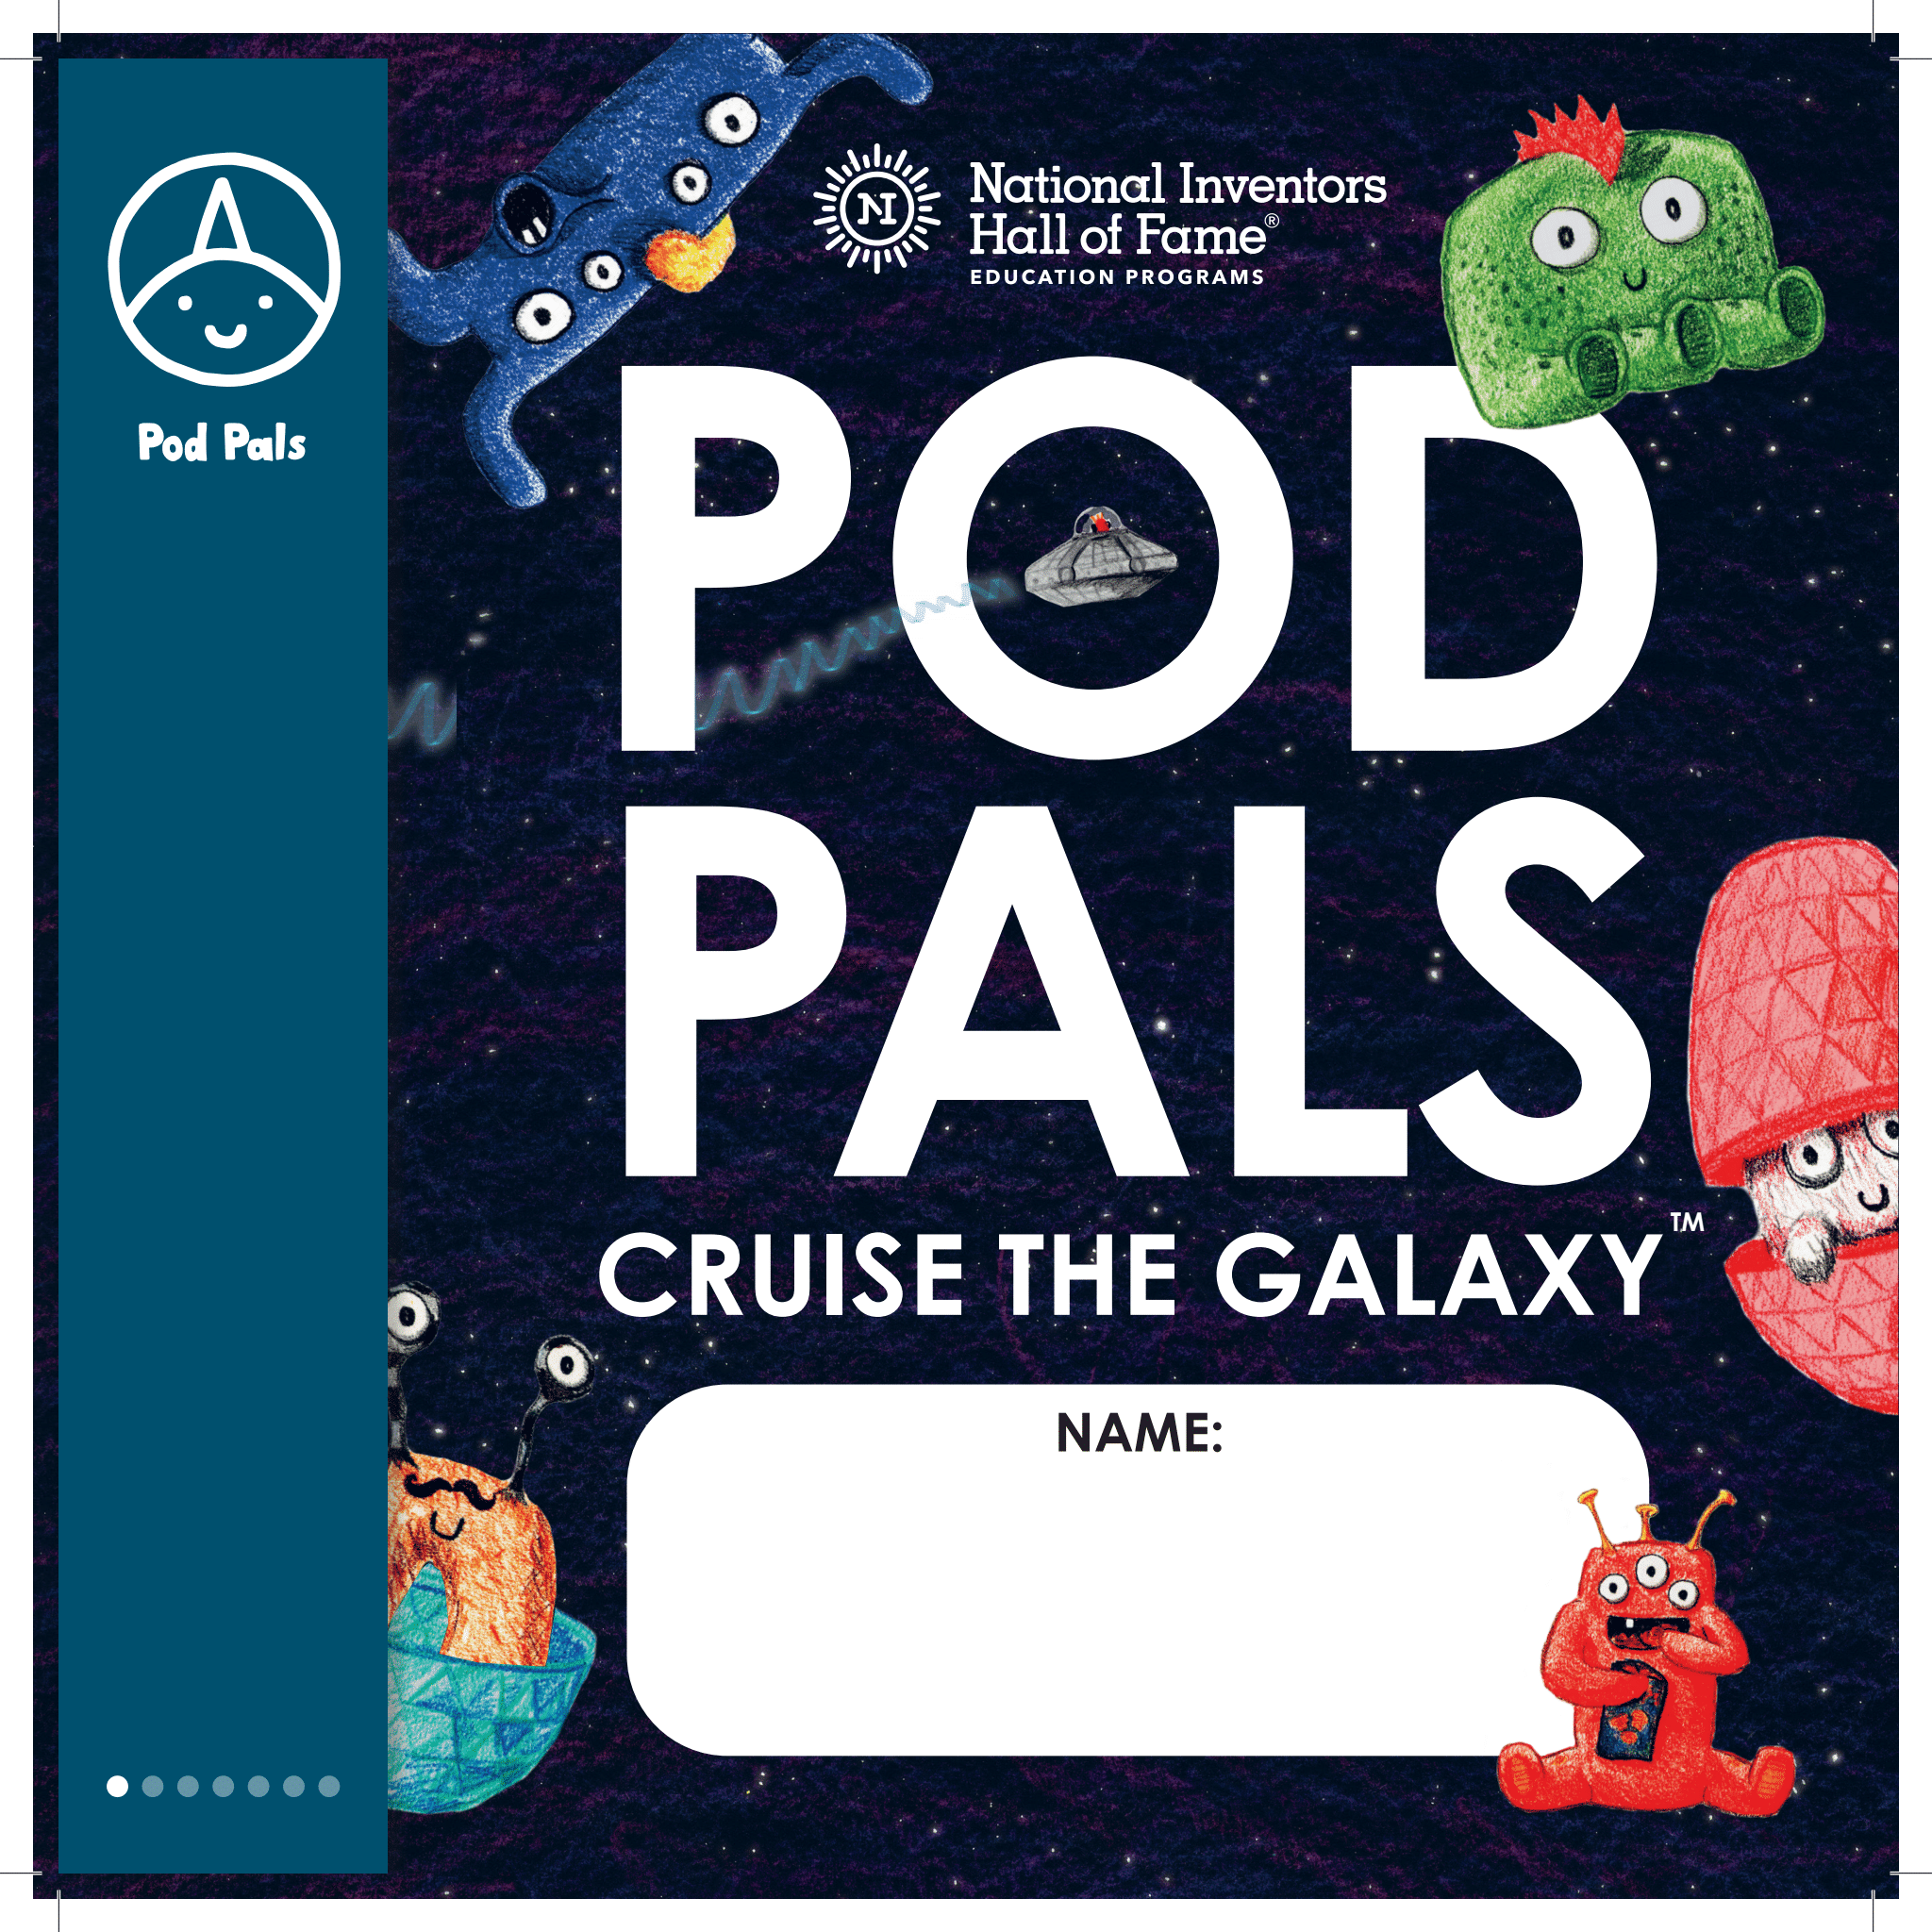 Pod Pals
N
National Inventors
Hall of Fame®
EDUCATION PROGRAMS
POD
PALS
CRUISE THE GALAXY™
NAME: